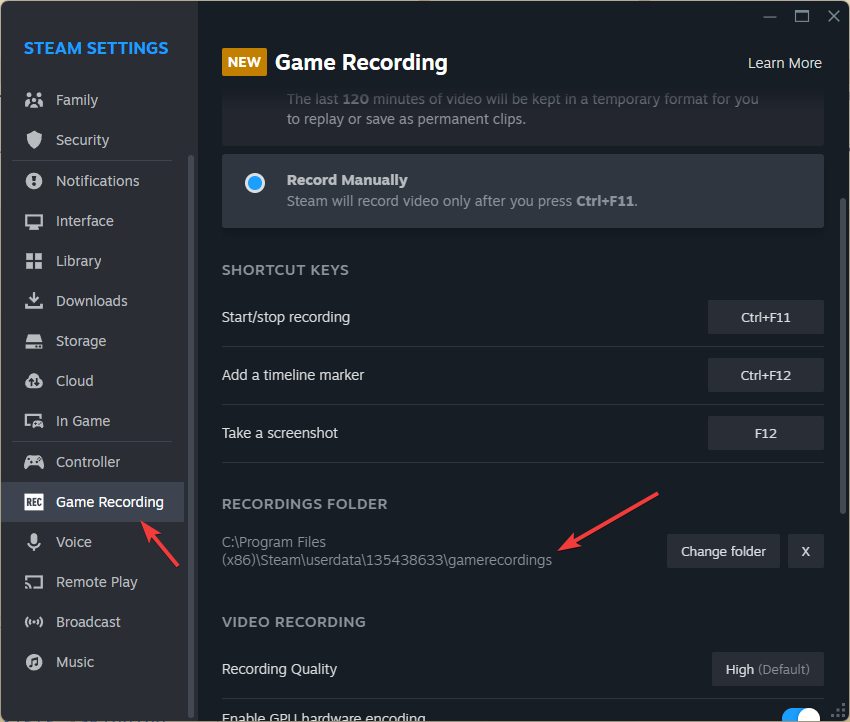 STEAM SETTINGS
Family
Security
Notifications
Interface
Library
Downloads
Storage
Cloud
In Game
Controller
REC Game Recording
Voice
Remote Play
Broadcast
Music
NEW Game Recording
Learn More
The last 120 minutes of video will be kept in a temporary format for you
to replay or save as permanent clips.
Record Manually
Steam will record video only after you press Ctrl+F11.
SHORTCUT KEYS
Start/stop recording Ctrl+F11
Add a timeline marker Ctrl+F12
Take a screenshot F12
RECORDINGS FOLDER
C:\Program Files
(x86)\Steam\userdata\135438633\gamerecordings
Change folder X
VIDEO RECORDING
Recording Quality High (Default)
Enable GPU hardware encoding